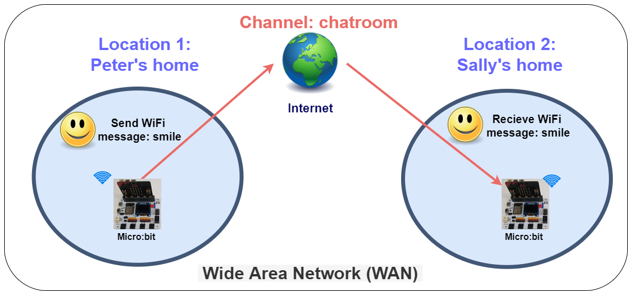 Channel: chatroom
Location 1:
Peter's home
Location 2:
Sally's home
Internet
Send WiFi
message: smile
Recieve WiFi
message: smile
Micro:bit
Micro:bit
Wide Area Network (WAN)